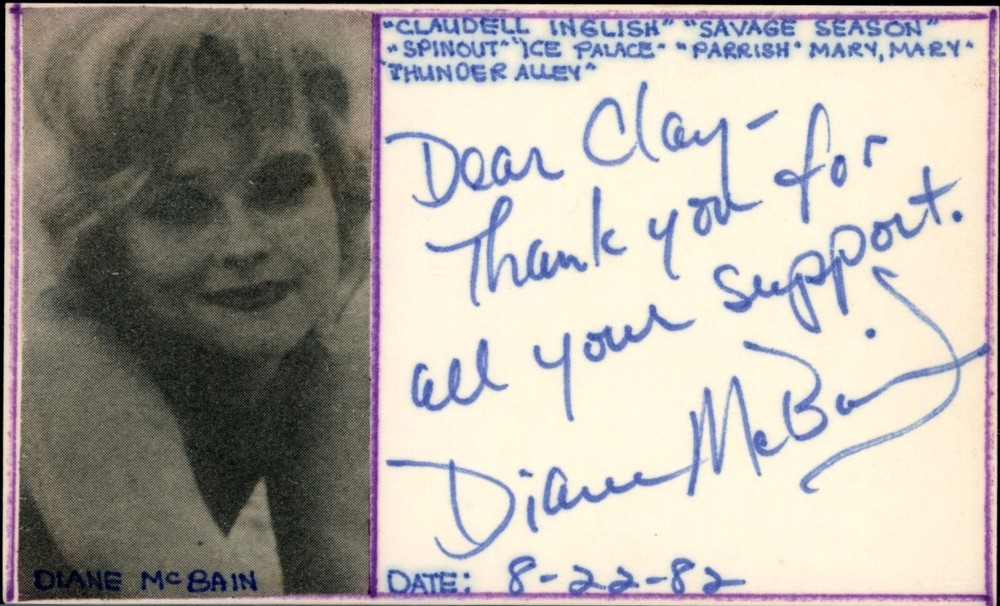 "CLAUDELL INGLISH" "SAVAGE SEASON"
"SPINOUT" "ICE PALACE" "PARRISH" MARY, MARY"
"THUNDER ALLEY"
Dear Clay-
Thank you for
all your support.
Diane McBain
DIANE McBAIN
DATE: 8-22-82